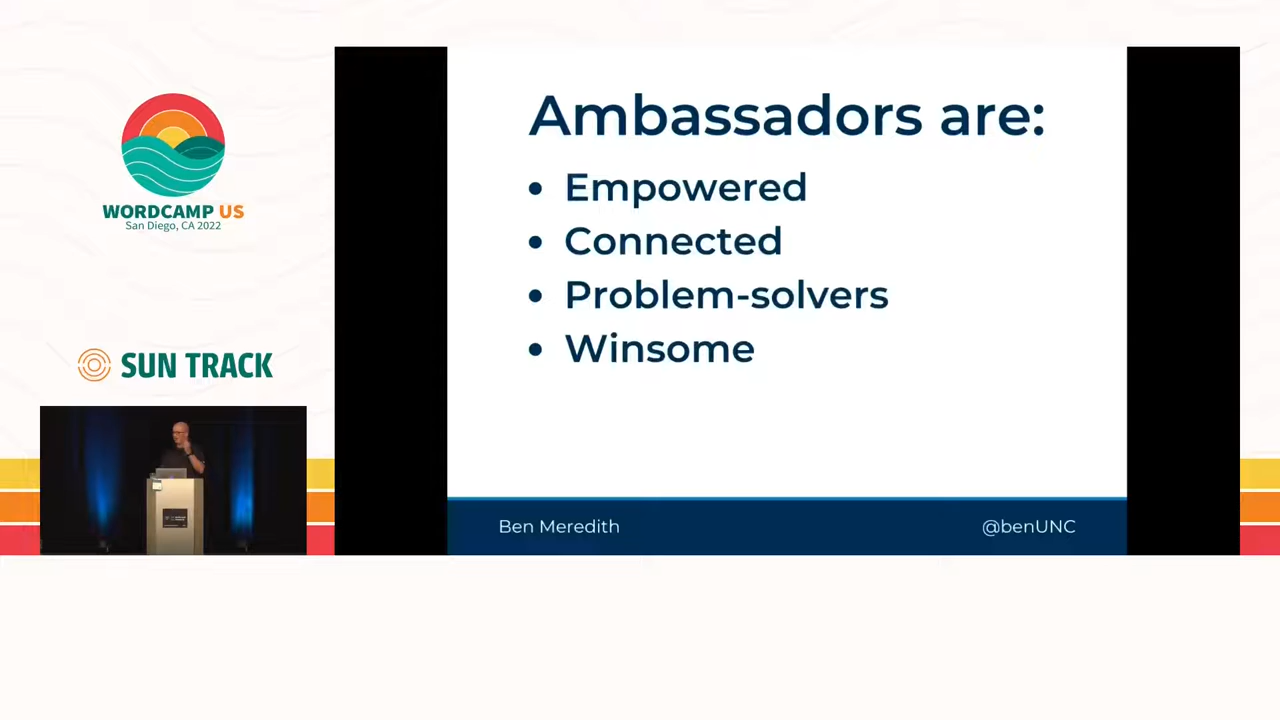 WORDCAMP US
San Diego, CA 2022
SUN TRACK
Ambassadors are:
• Empowered
• Connected
• Problem-solvers
• Winsome
Ben Meredith
@benUNC